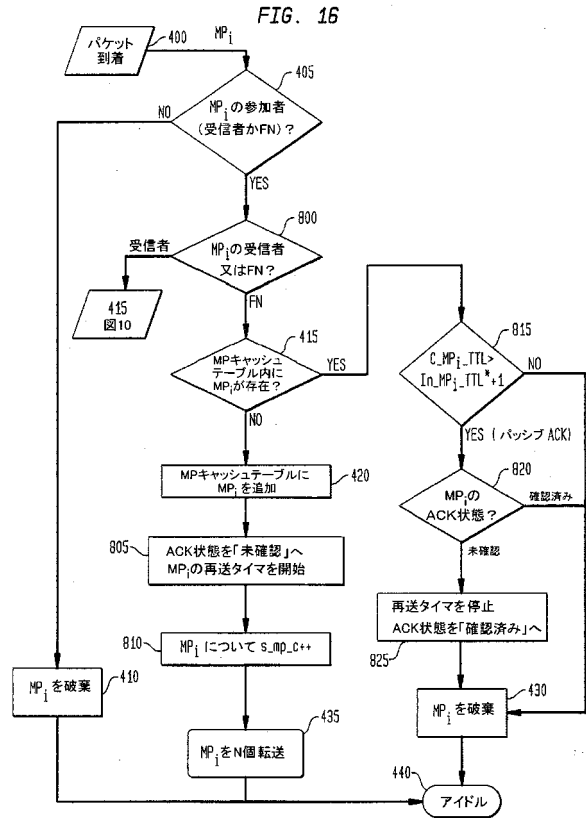 FIG. 16
パケット
到着
400
MPi
405
MPiの参加者
(受信者かFN)?
NO
YES
800
MPiの受信者
又はFN?
受信者
FN
415
図10
415
MPキャッシュ
テーブル内に
MPiが存在?
YES
NO
815
C_MPi_TTL>
In_MPi_TTL*+1
NO
YES (パッシブ ACK)
420
MPキャッシュテーブルに
MPiを追加
820
MPiの
ACK状態?
確認済み
未確認
805
ACK状態を「未確認」へ
MPiの再送タイマを開始
再送タイマを停止
ACK状態を「確認済み」へ
825
810
MPiについて s_mp_c++
MPiを破棄
410
430
MPiを破棄
435
MPiをN個転送
440
アイドル